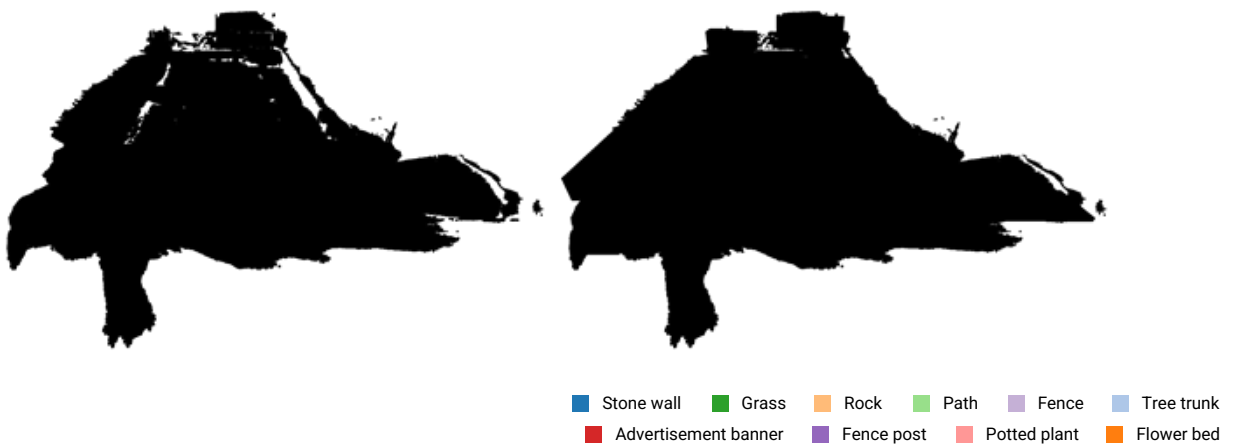 Stone wall Grass Rock Path Fence Tree trunk
Advertisement banner Fence post Potted plant Flower bed